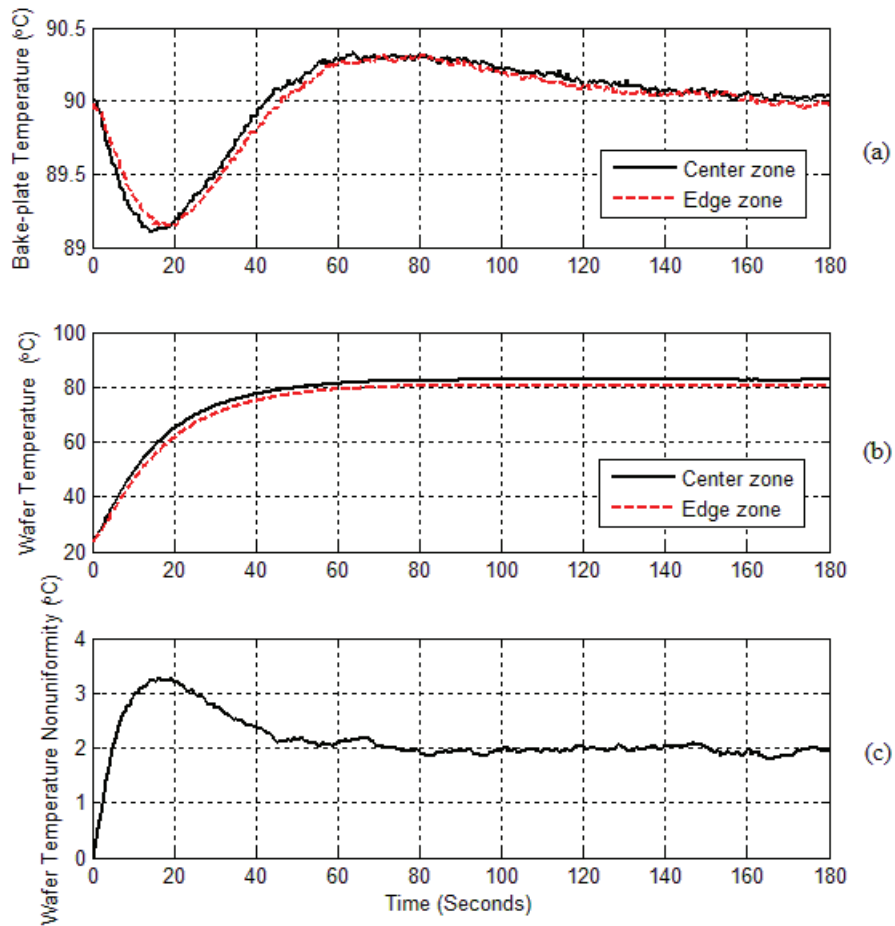 Bake-plate Temperature (ºC)
90.5
90
89.5
89
Center zone
Edge zone
0 20 40 60 80 100 120 140 160 180
(a)
Wafer Temperature (ºC)
100
80
60
40
20
Center zone
Edge zone
0 20 40 60 80 100 120 140 160 180
(b)
Wafer Temperature Nonuniformity (ºC)
4
3
2
1
0
0 20 40 60 80 100 120 140 160 180
Time (Seconds)
(c)